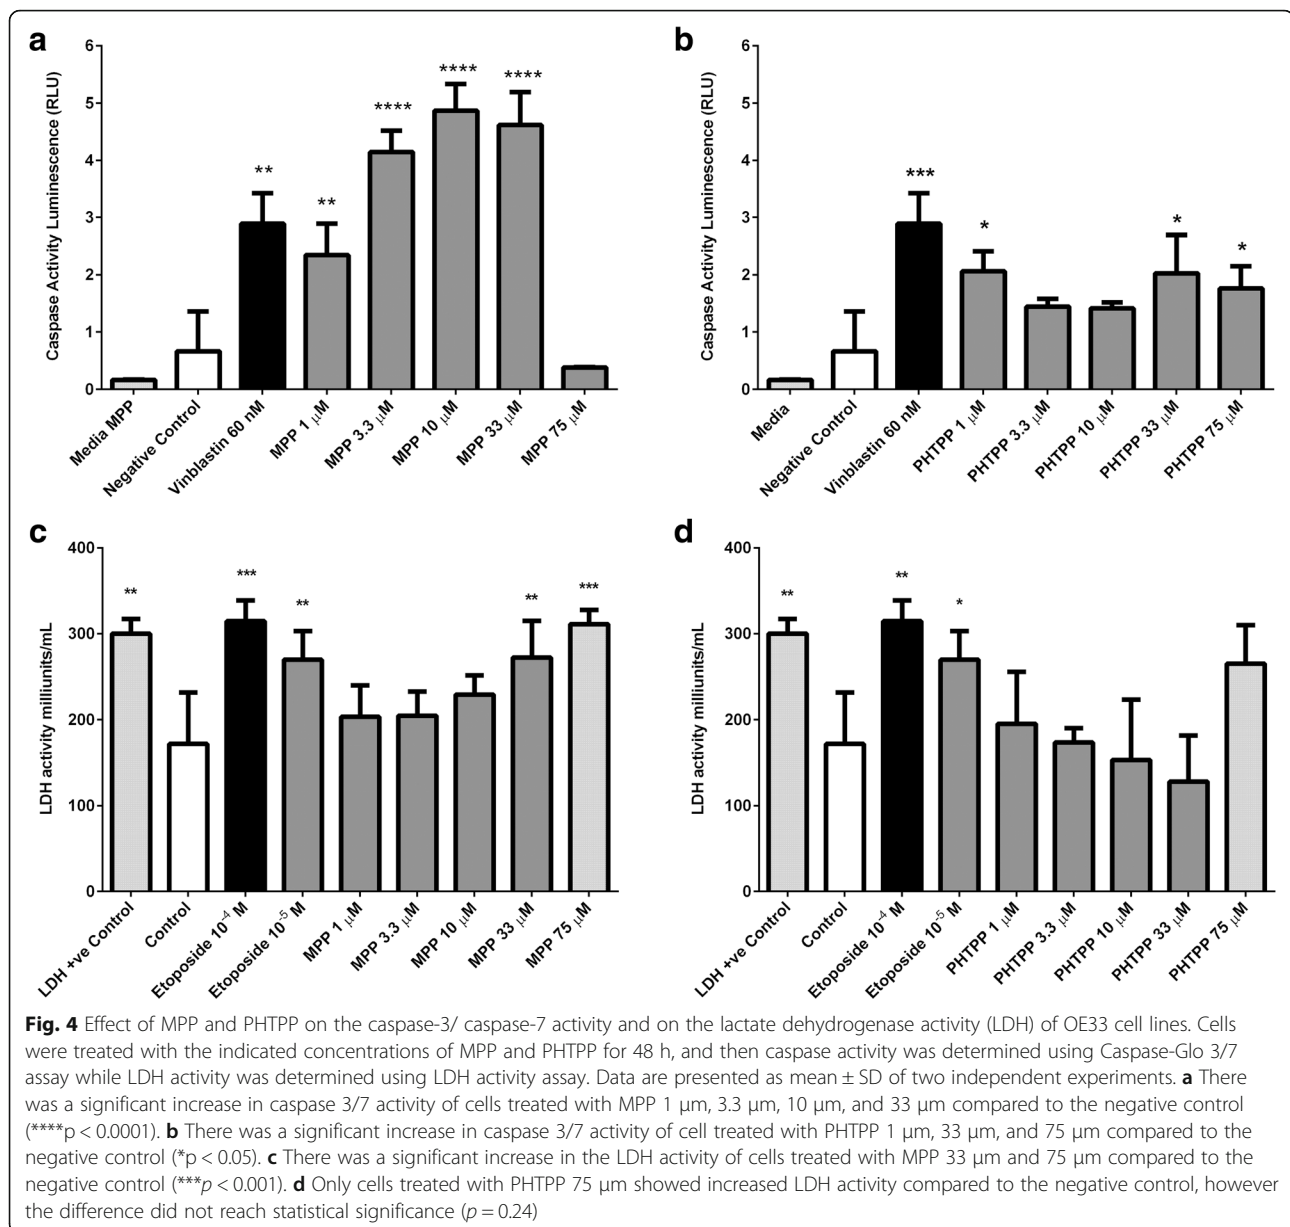 a
Caspase Activity Luminescence (RLU)
6
5
4
3
2
1
0
**
**
****
****
****
Media MPP
Negative Control
Vinblastin 60 nM
MPP 1 µM
MPP 3.3 µM
MPP 10 µM
MPP 33 µM
MPP 75 µM
b
Caspase Activity Luminescence (RLU)
6
5
4
3
2
1
0
***
*
*
*
Media
Negative Control
Vinblastin 60 nM
PHTPP 1 µM
PHTPP 3.3 µM
PHTPP 10 µM
PHTPP 33 µM
PHTPP 75 µM
c
LDH activity milliunits/mL
400
300
200
100
0
**
***
**
**
***
LDH +ve Control
Control
Etoposide 10⁻⁴ M
Etoposide 10⁻⁵ M
MPP 1 µM
MPP 3.3 µM
MPP 10 µM
MPP 33 µM
MPP 75 µM
d
LDH activity milliunits/mL
400
300
200
100
0
**
**
*
LDH +ve Control
Control
Etoposide 10⁻⁴ M
Etoposide 10⁻⁵ M
PHTPP 1 µM
PHTPP 3.3 µM
PHTPP 10 µM
PHTPP 33 µM
PHTPP 75 µM
Fig. 4 Effect of MPP and PHTPP on the caspase-3/ caspase-7 activity and on the lactate dehydrogenase activity (LDH) of OE33 cell lines. Cells
were treated with the indicated concentrations of MPP and PHTPP for 48 h, and then caspase activity was determined using Caspase-Glo 3/7
assay while LDH activity was determined using LDH activity assay. Data are presented as mean ± SD of two independent experiments. a There
was a significant increase in caspase 3/7 activity of cells treated with MPP 1 µm, 3.3 µm, 10 µm, and 33 µm compared to the negative control
(****p < 0.0001). b There was a significant increase in caspase 3/7 activity of cell treated with PHTPP 1 µm, 33 µm, and 75 µm compared to the
negative control (*p < 0.05). c There was a significant increase in the LDH activity of cells treated with MPP 33 µm and 75 µm compared to the
negative control (***p < 0.001). d Only cells treated with PHTPP 75 µm showed increased LDH activity compared to the negative control, however
the difference did not reach statistical significance (p = 0.24)